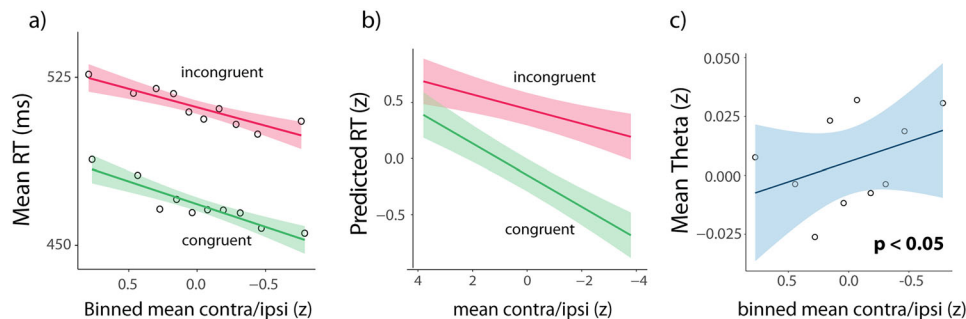 a)
Mean RT (ms)
525
450
incongruent
congruent
0.5 0.0 −0.5
Binned mean contra/ipsi (z)
b)
Predicted RT (z)
0.5
0.0
−0.5
incongruent
congruent
4 2 0 −2 −4
mean contra/ipsi (z)
c)
Mean Theta (z)
0.050
0.025
0.000
−0.025
p < 0.05
0.5 0.0 −0.5
binned mean contra/ipsi (z)